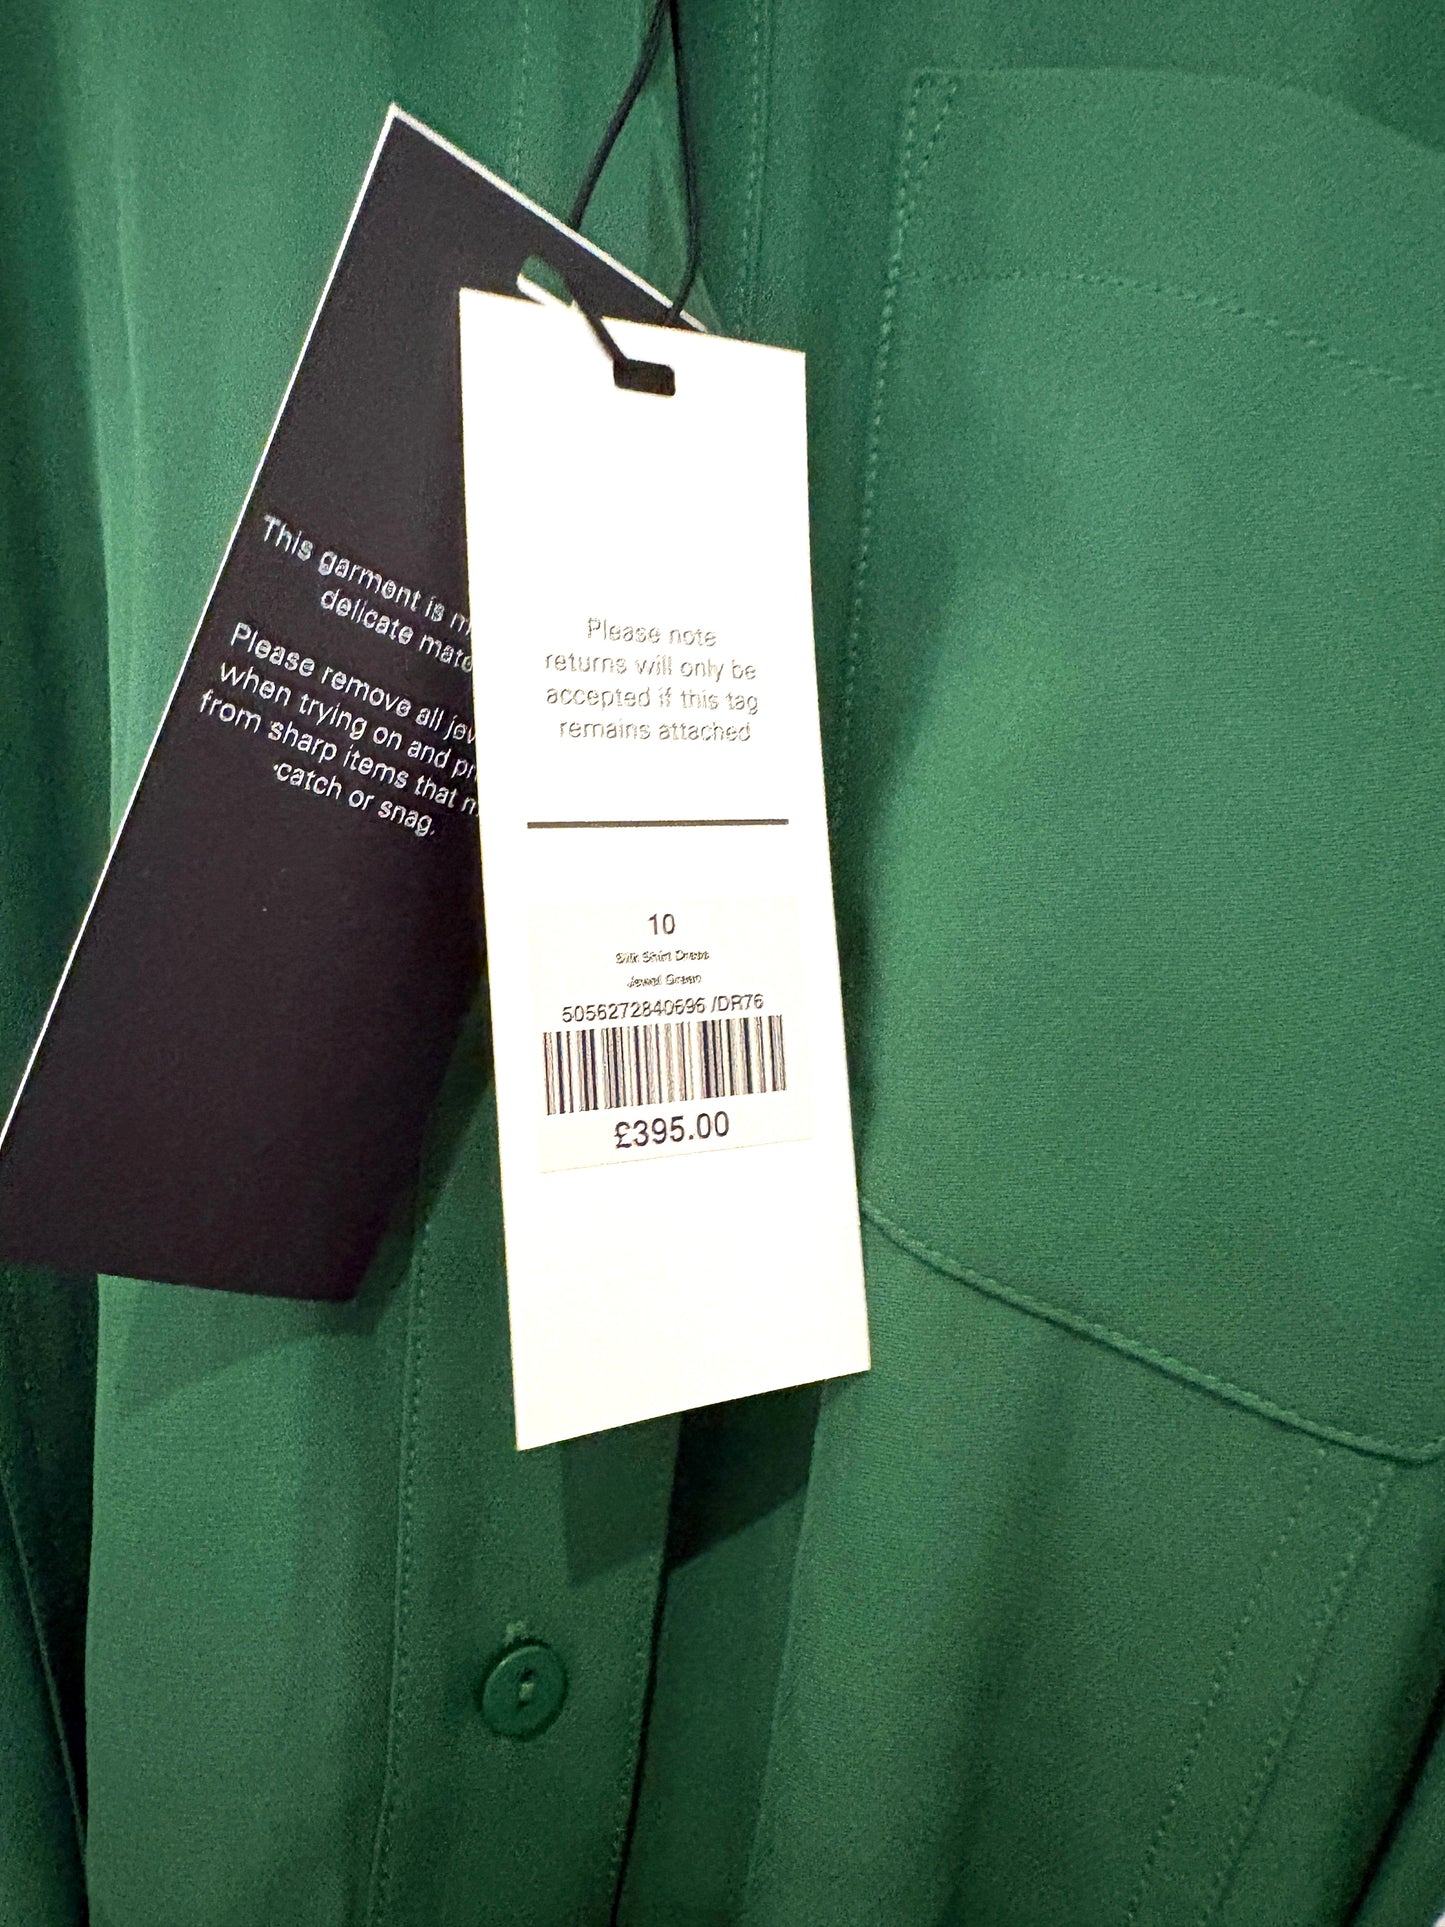 This garment is m
delicate mate
Please remove all jew
when trying on and pr
from sharp items that m
catch or snag.
Please note
returns will only be
accepted if this tag
remains attached
10
Silk Shirt Dress
Jewel Green
5056272840696 /DR76
£395.00